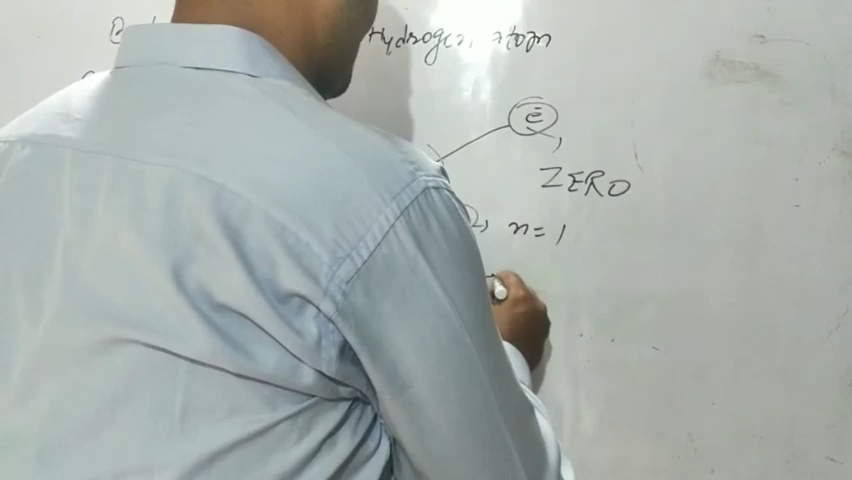 Hydrogen atom
ē,
ZERO
n=1